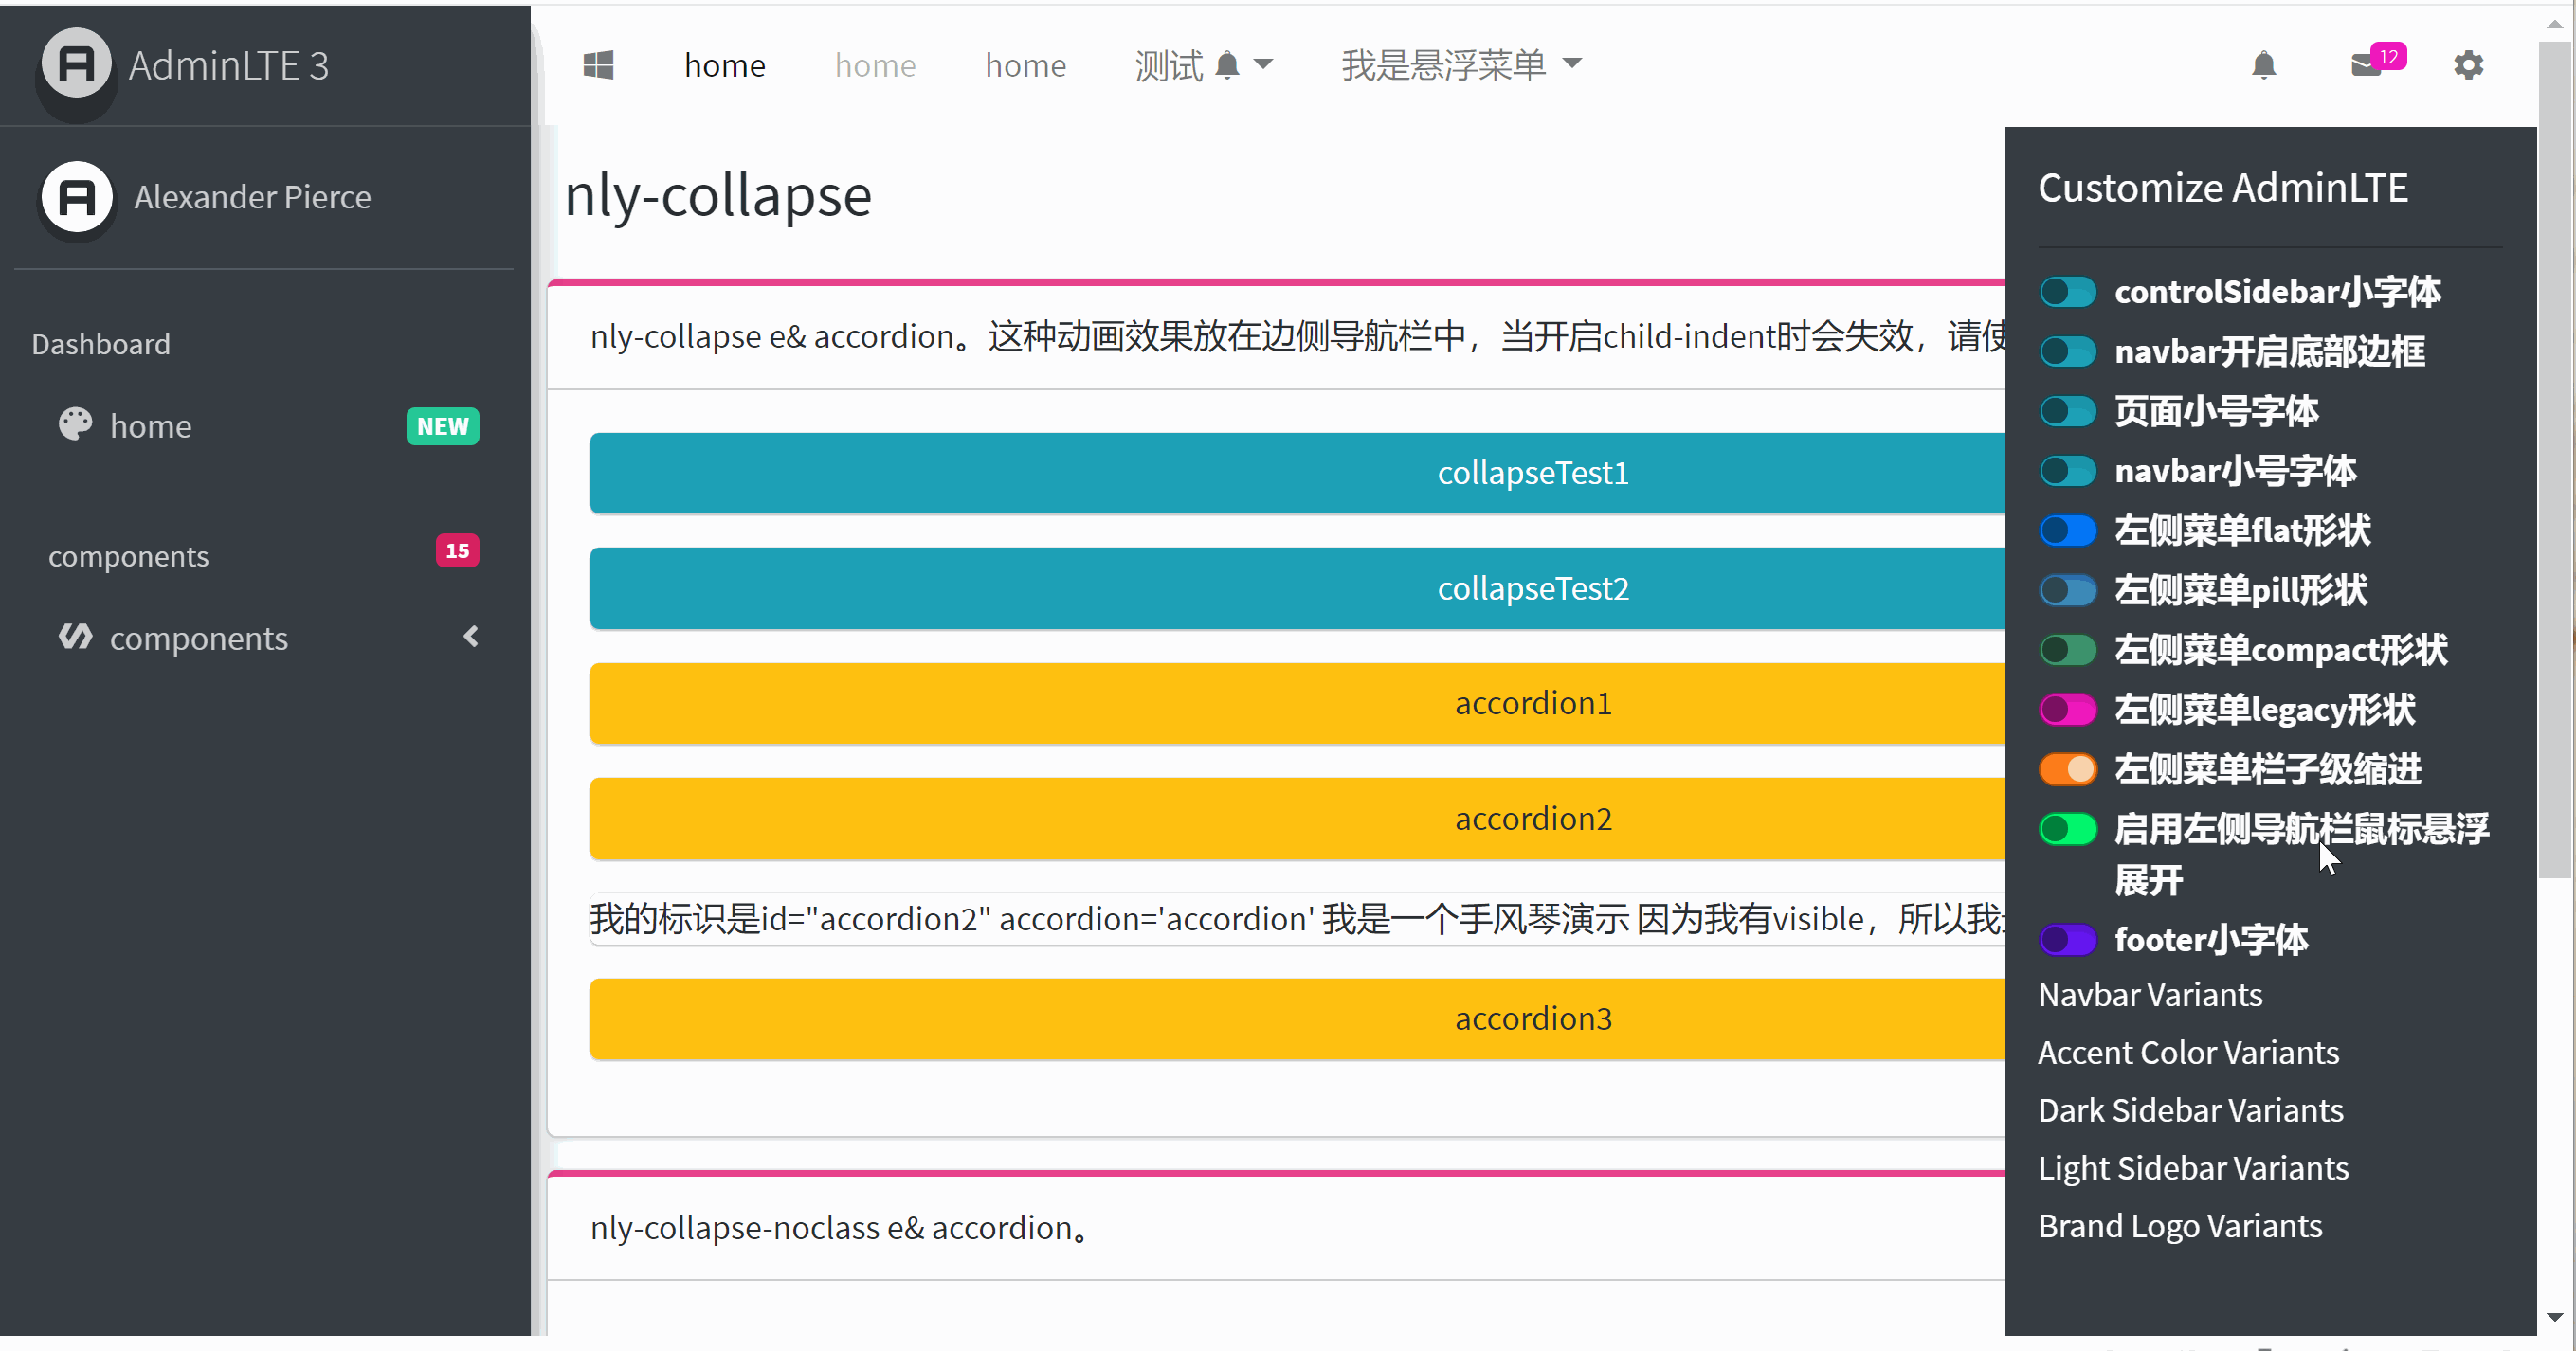 AdminLTE 3
home
home
home
测试
我是悬浮菜单
12
Alexander Pierce
Dashboard
home
NEW
components
15
components
nly-collapse
nly-collapse e& accordion。这种动画效果放在边侧导航栏中，当开启child-indent时会失效，请使
collapseTest1
collapseTest2
accordion1
accordion2
我的标识是id="accordion2" accordion='accordion' 我是一个手风琴演示 因为我有visible，所以我
accordion3
nly-collapse-noclass e& accordion。
Customize AdminLTE
controlSidebar小字体
navbar开启底部边框
页面小号字体
navbar小号字体
左侧菜单flat形状
左侧菜单pill形状
左侧菜单compact形状
左侧菜单legacy形状
左侧菜单栏子级缩进
启用左侧导航栏鼠标悬浮
展开
footer小字体
Navbar Variants
Accent Color Variants
Dark Sidebar Variants
Light Sidebar Variants
Brand Logo Variants